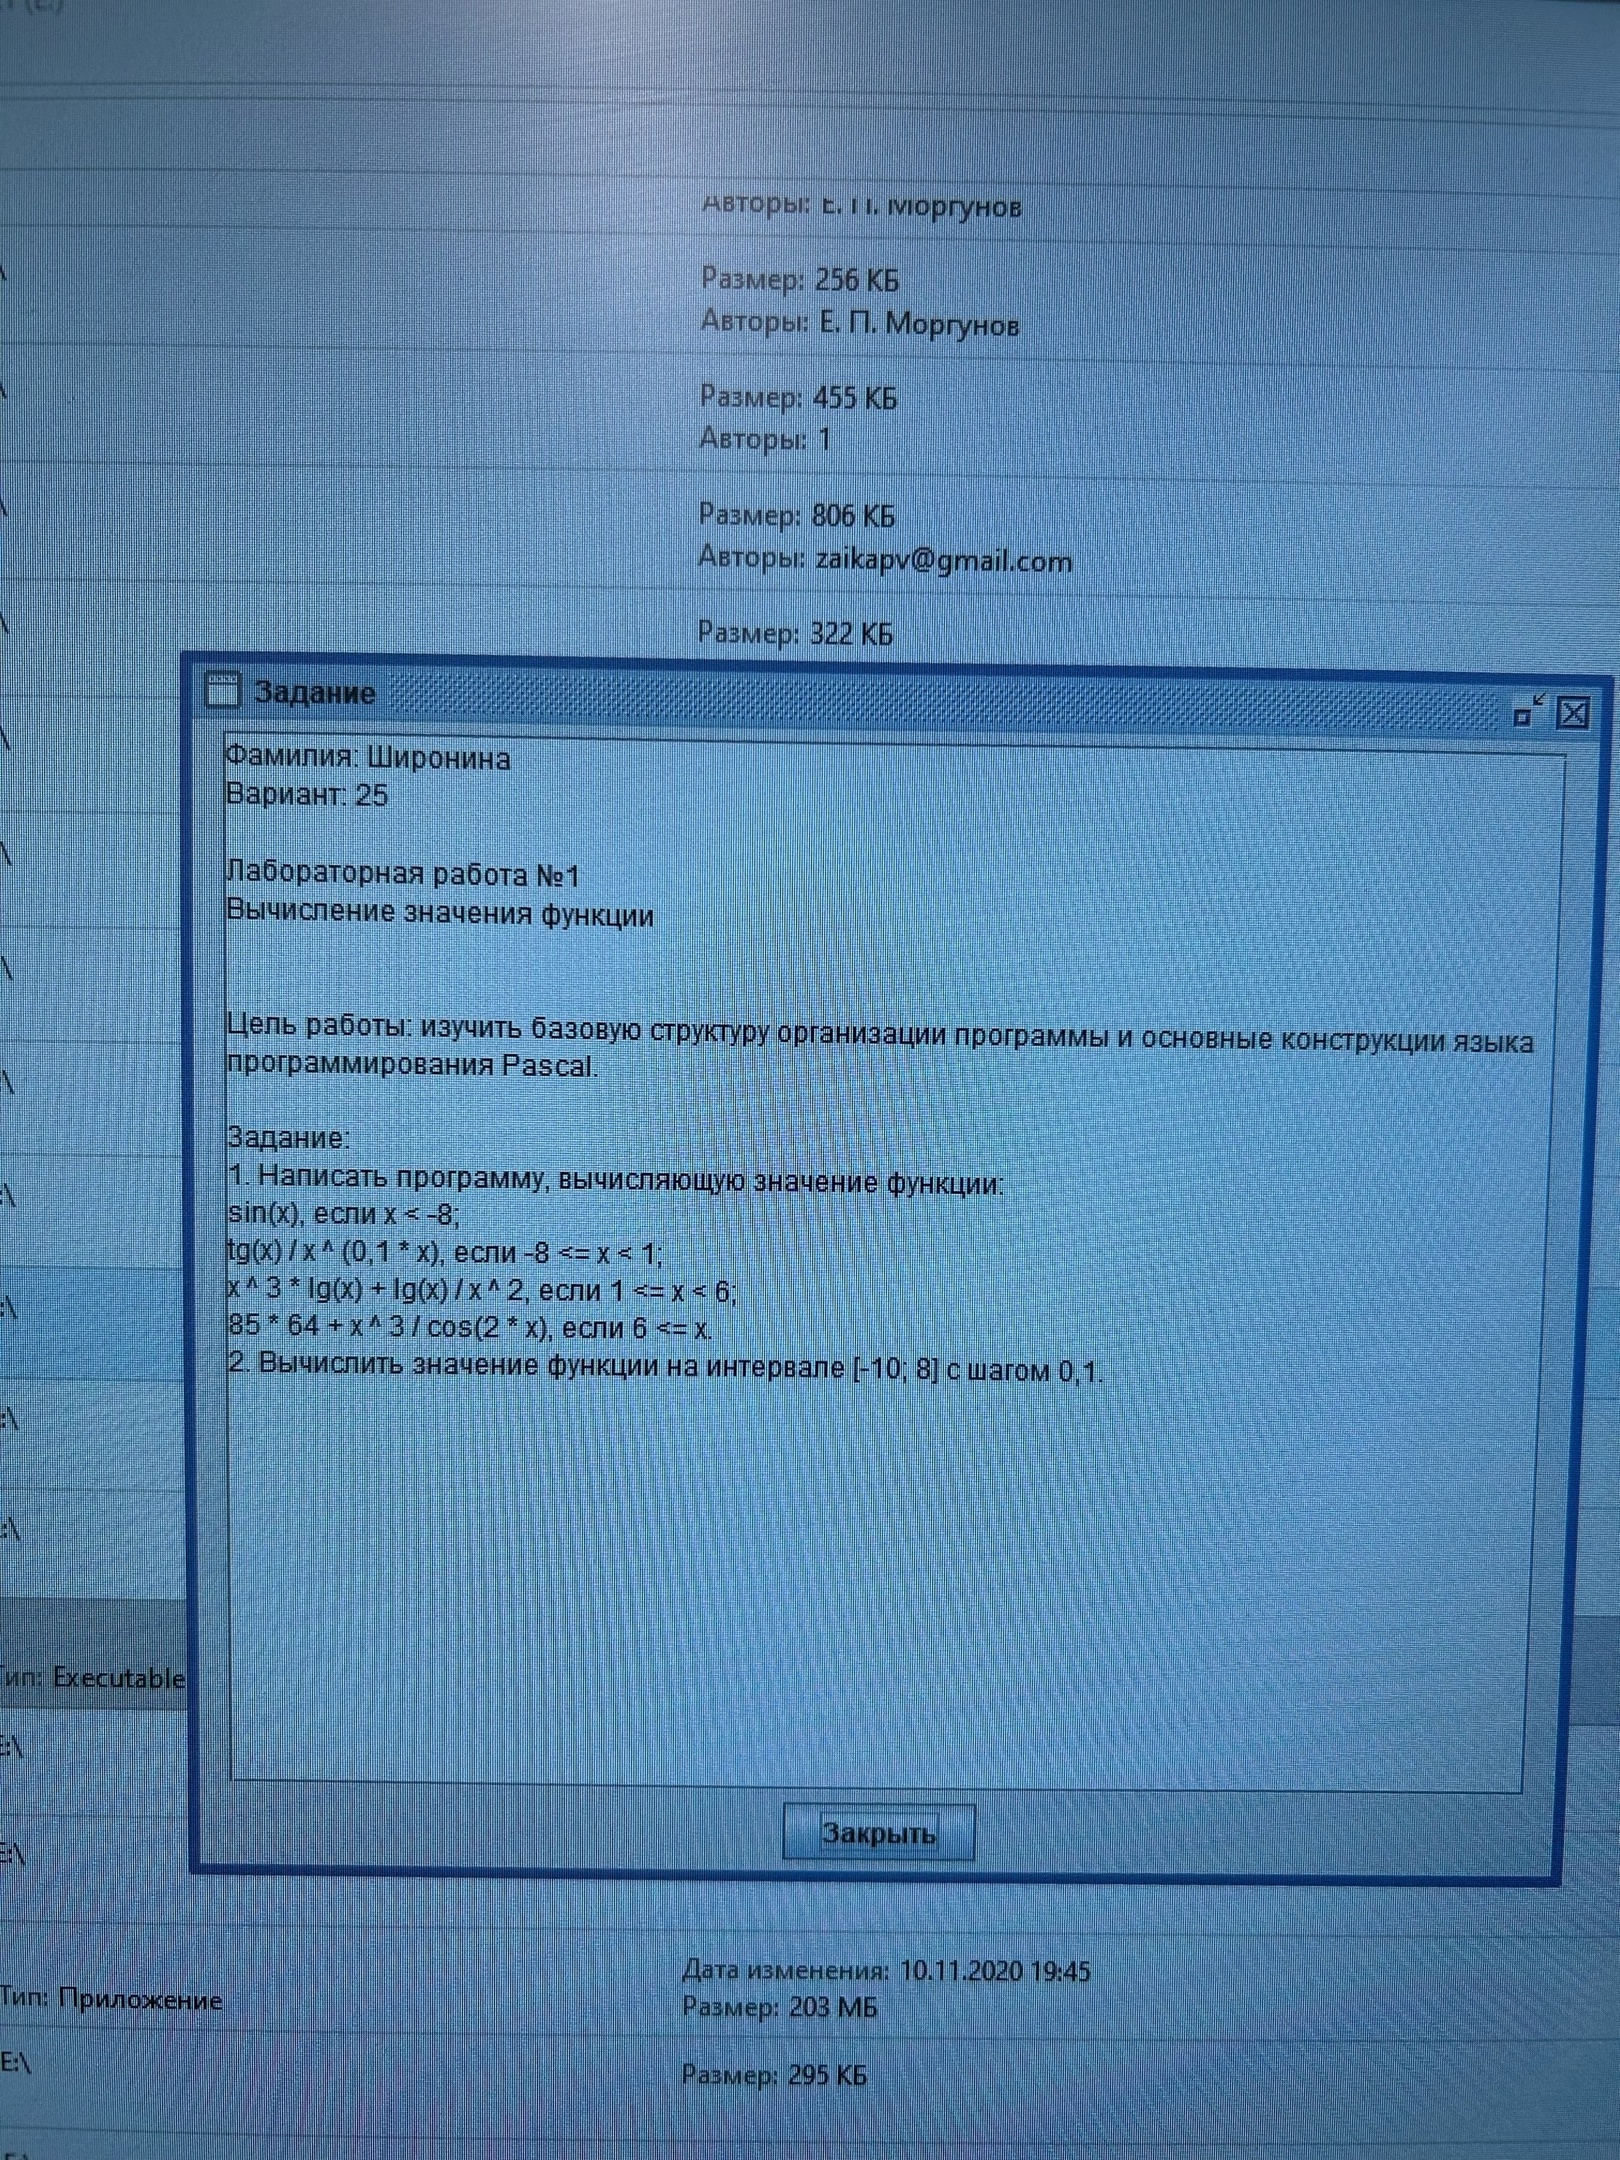 Авторы: Е. П. Моргунов
Размер: 256 КБ
Авторы: Е. П. Моргунов
Размер: 455 КБ
Авторы: 1
Размер: 806 КБ
Авторы: zaikapv@gmail.com
Размер: 322 КБ
Задание
Фамилия: Широнина
Вариант: 25
Лабораторная работа №1
Вычисление значения функции
Цель работы: изучить базовую структуру организации программы и основные конструкции языка
программирования Pascal.
Задание:
1. Написать программу, вычисляющую значение функции:
sin(x), если x < -8;
tg(x) / x ^ (0,1 * x), если -8 <= x < 1;
x ^ 3 * lg(x) + lg(x) / x ^ 2, если 1 <= x < 6;
85 * 64 + x ^ 3 / cos(2 * x), если 6 <= x.
2. Вычислить значение функции на интервале [-10; 8] с шагом 0,1.
Тип: Executable
Закрыть
Дата изменения: 10.11.2020 19:45
Тип: Приложение
Размер: 203 МБ
E:\
Размер: 295 КБ